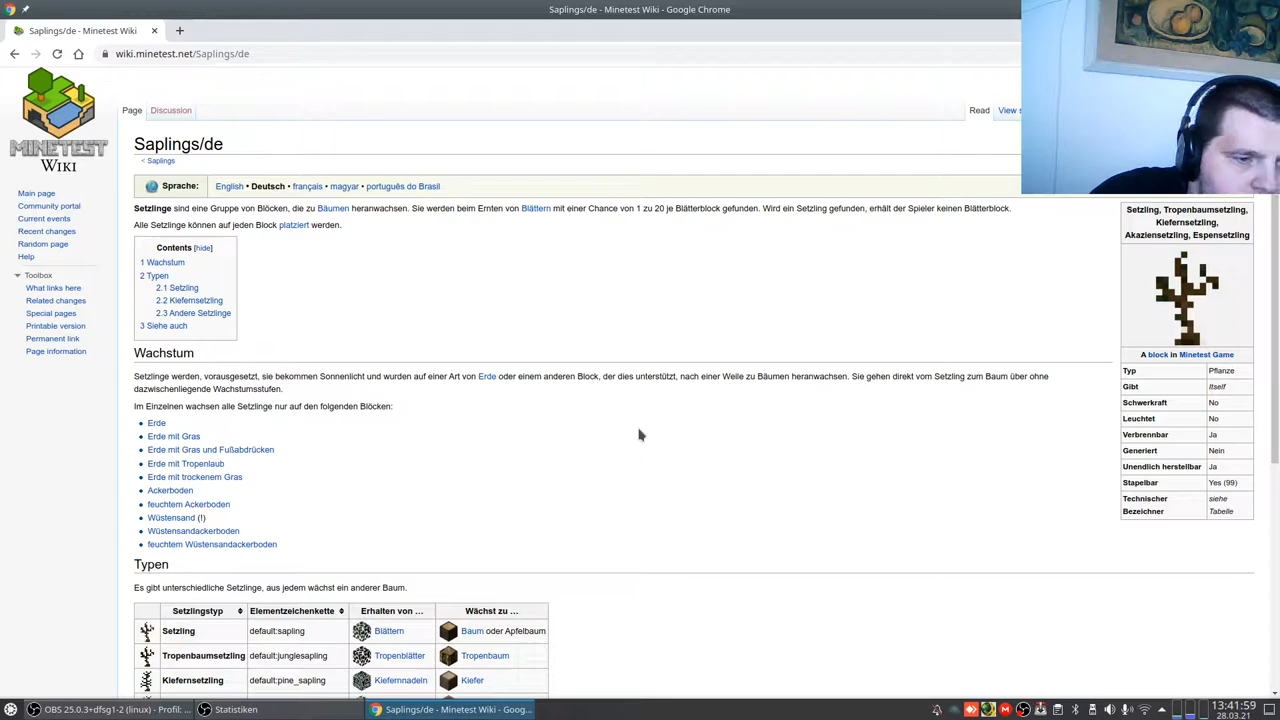 Saplings/de - Minetest Wiki - Google Chrome
Saplings/de - Minetest Wiki
wiki.minetest.net/Saplings/de
MINETEST
Wiki
Main page
Community portal
Current events
Recent changes
Random page
Help
Toolbox
What links here
Related changes
Special pages
Printable version
Permanent link
Page information
Page Discussion
Read View s
Saplings/de
< Saplings
Sprache: English • Deutsch • français • magyar • português do Brasil
Setzlinge sind eine Gruppe von Blöcken, die zu Bäumen heranwachsen. Sie werden beim Ernten von Blättern mit einer Chance von 1 zu 20 je Blätterblock gefunden. Wird ein Setzling gefunden, erhält der Spieler keinen Blätterblock.
Alle Setzlinge können auf jeden Block platziert werden.
Contents [hide]
1 Wachstum
2 Typen
2.1 Setzling
2.2 Kiefernsetzling
2.3 Andere Setzlinge
3 Siehe auch
Wachstum
Setzlinge werden, vorausgesetzt, sie bekommen Sonnenlicht und wurden auf einer Art von Erde oder einem anderen Block, der dies unterstützt, nach einer Weile zu Bäumen heranwachsen. Sie gehen direkt vom Setzling zum Baum über ohne
dazwischenliegende Wachstumsstufen.
Im Einzelnen wachsen alle Setzlinge nur auf den folgenden Blöcken:
Erde
Erde mit Gras
Erde mit Gras und Fußabdrücken
Erde mit Tropenlaub
Erde mit trockenem Gras
Ackerboden
feuchtem Ackerboden
Wüstensand (!)
Wüstensandackerboden
feuchtem Wüstensandackerboden
Typen
Es gibt unterschiedliche Setzlinge, aus jedem wächst ein anderer Baum.
Setzlingstyp Elementzeichenkette Erhalten von ... Wächst zu ...
Setzling default:sapling Blättern Baum oder Apfelbaum
Tropenbaumsetzling default:junglesapling Tropenblätter Tropenbaum
Kiefernsetzling default:pine_sapling Kiefernnadeln Kiefer
Setzling, Tropenbaumsetzling,
Kiefernsetzling,
Akaziensetzling, Espensetzling
A block in Minetest Game
Typ Pflanze
Gibt Itself
Schwerkraft No
Leuchtet No
Verbrennbar Ja
Generiert Nein
Unendlich herstellbar Ja
Stapelbar Yes (99)
Technischer siehe
Bezeichner Tabelle
OBS 25.0.3+dfsg1-2 (linux) - Profil: ... Statistiken Saplings/de - Minetest Wiki - Goog...
13:41:59
28.03.21